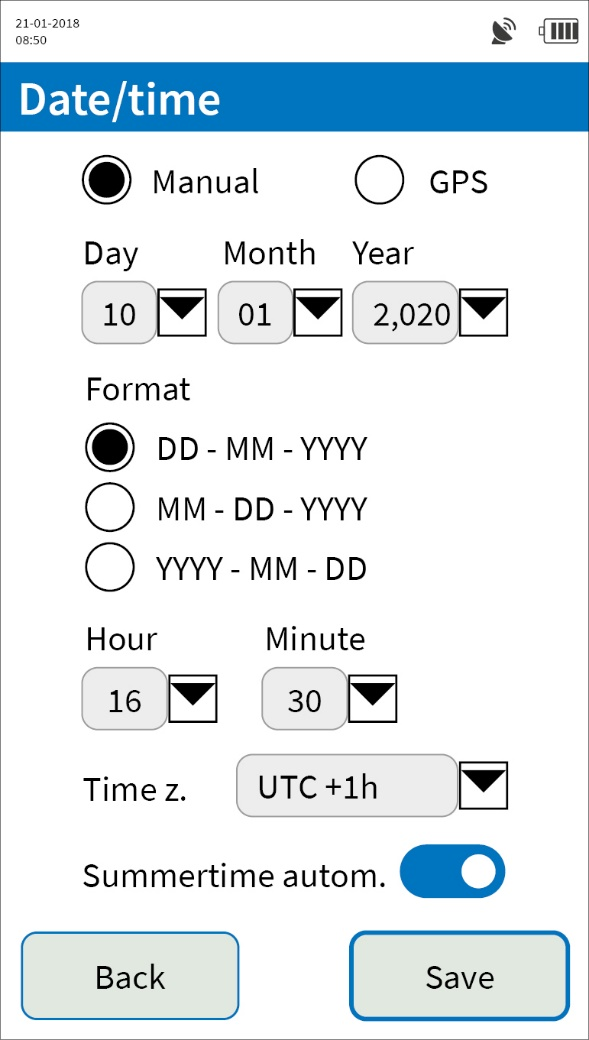 21-01-2018
08:50
Date/time
Manual GPS
Day Month Year
10 01 2,020
Format
DD - MM - YYYY
MM - DD - YYYY
YYYY - MM - DD
Hour Minute
16 30
Time z. UTC +1h
Summertime autom.
Back Save